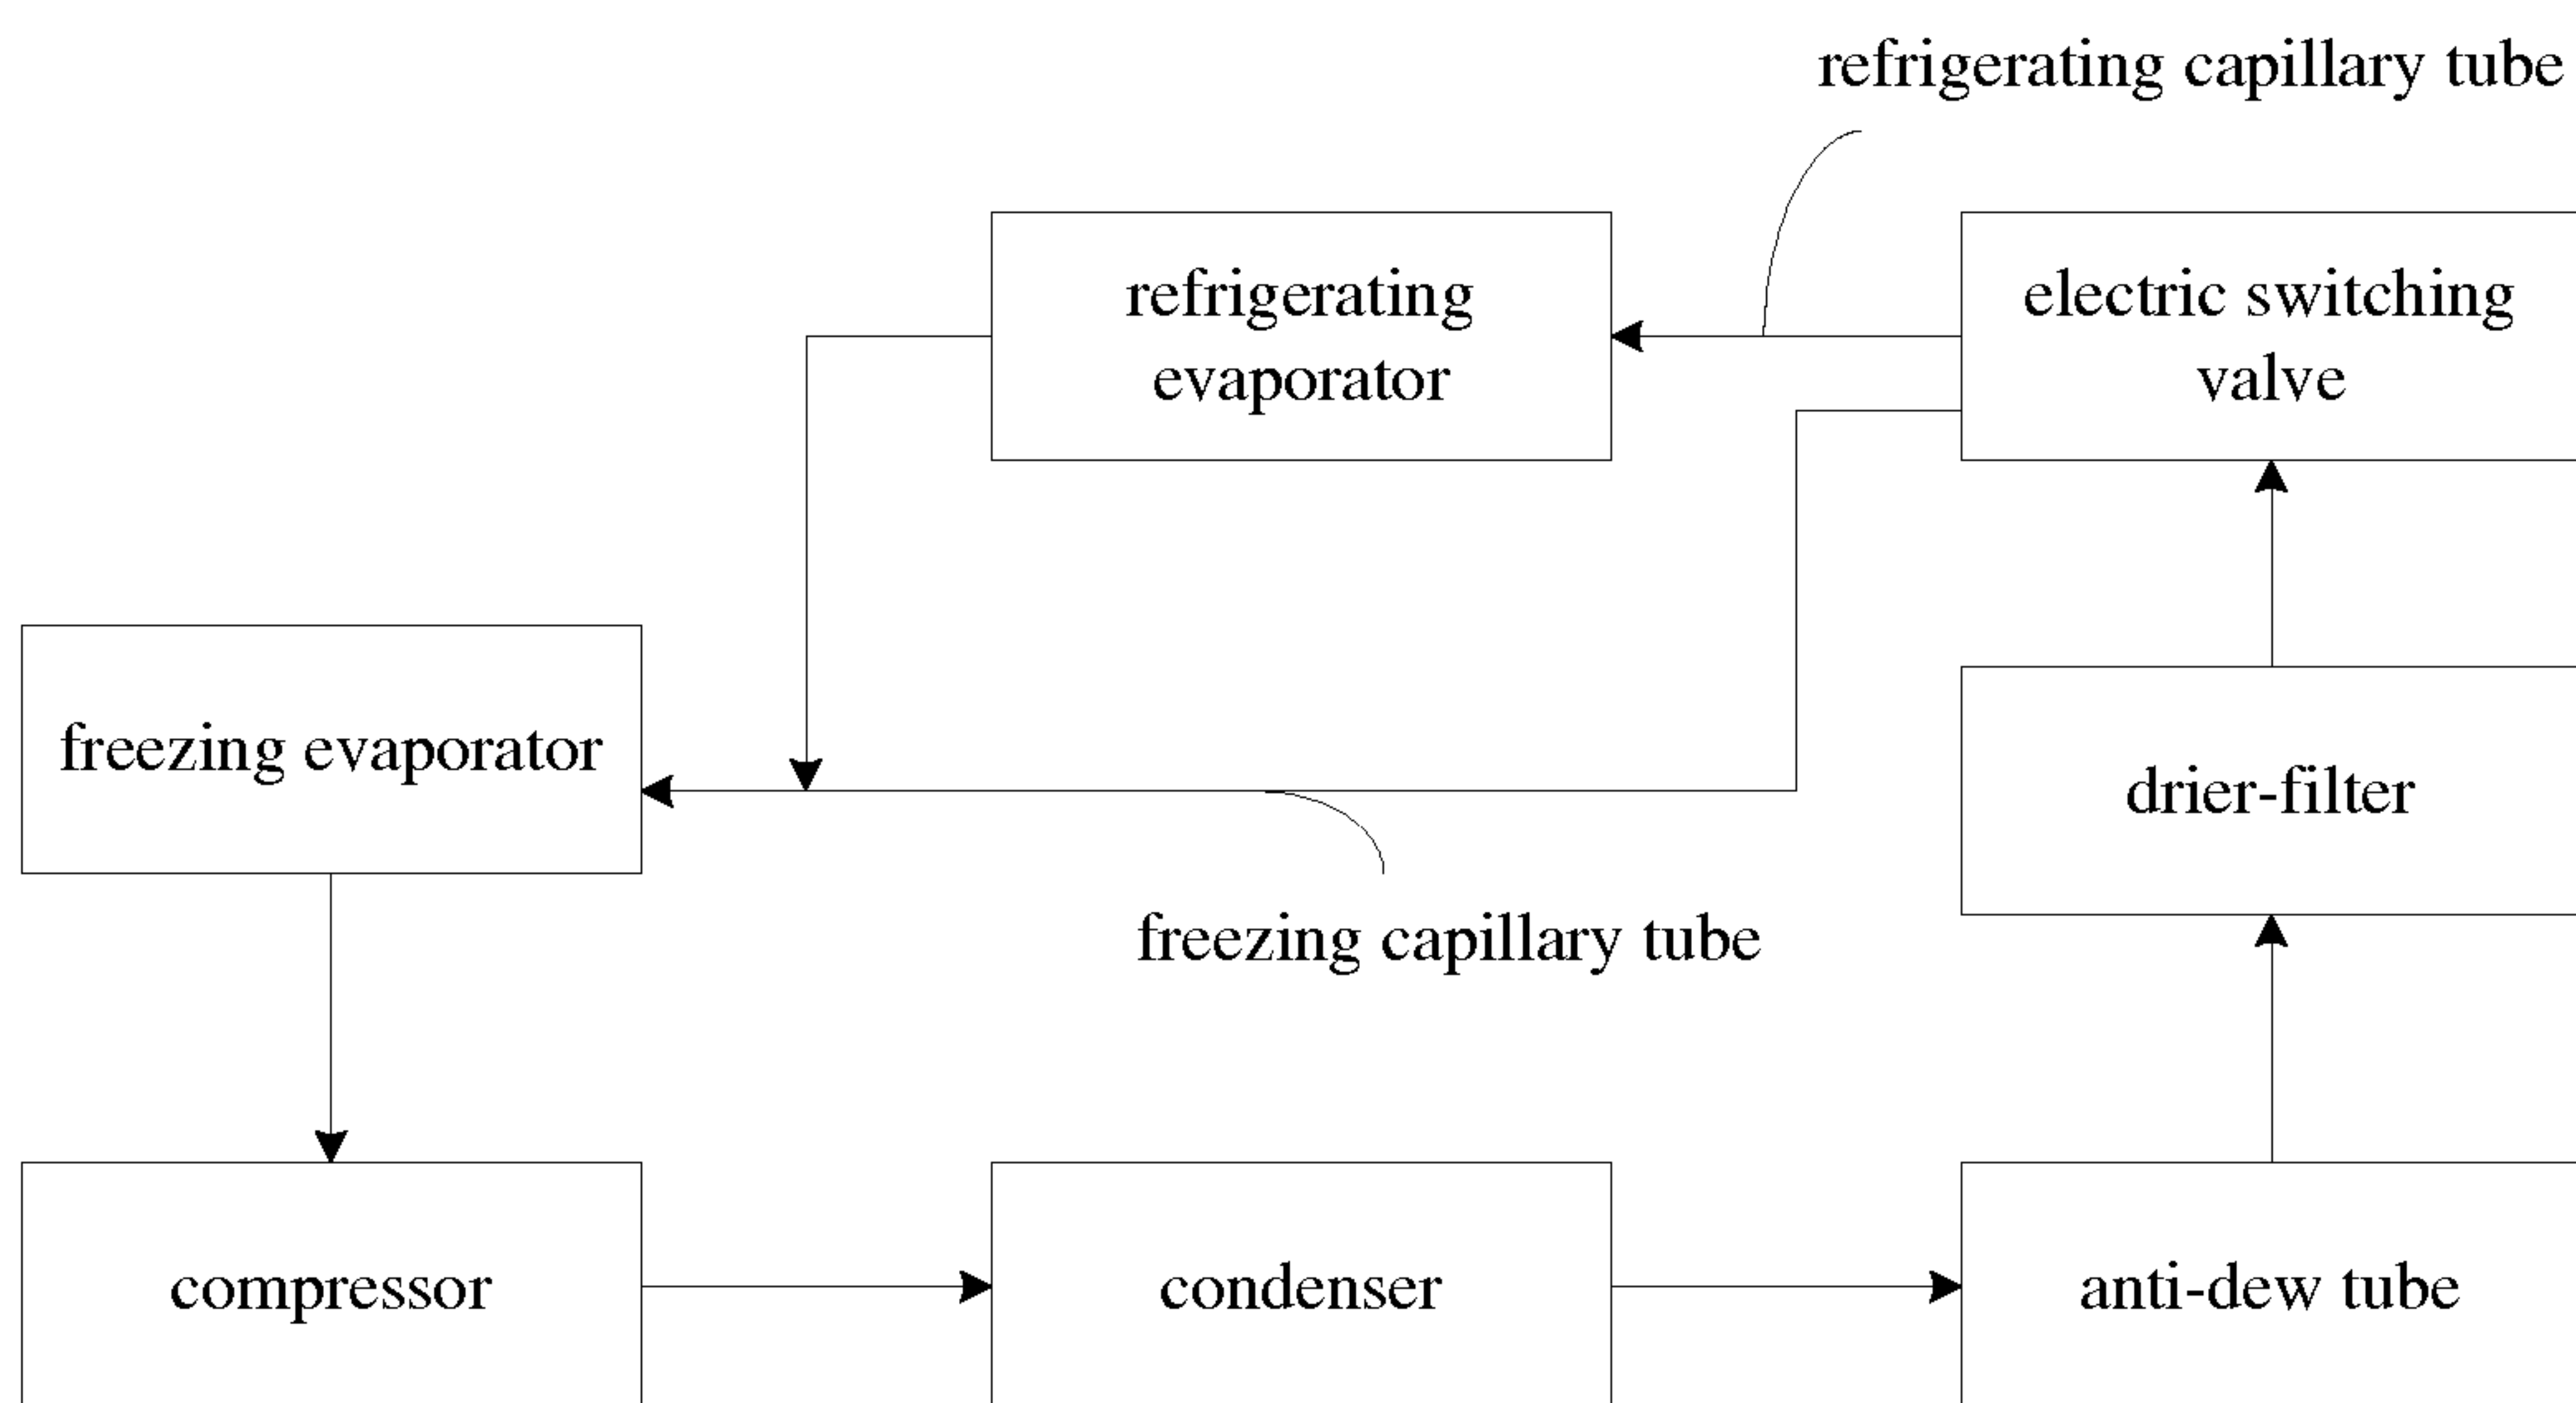 refrigerating capillary tube
refrigerating
evaporator
electric switching
valve
freezing evaporator
drier-filter
freezing capillary tube
compressor
condenser
anti-dew tube